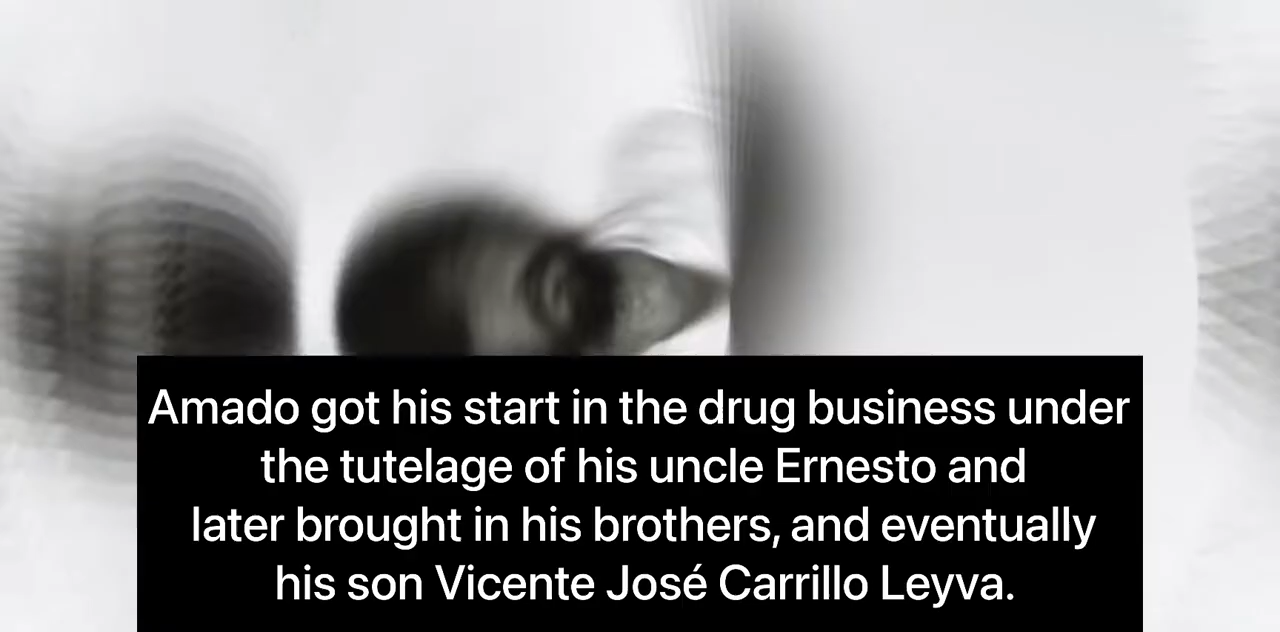 Amado got his start in the drug business under
the tutelage of his uncle Ernesto and
later brought in his brothers, and eventually
his son Vicente José Carrillo Leyva.